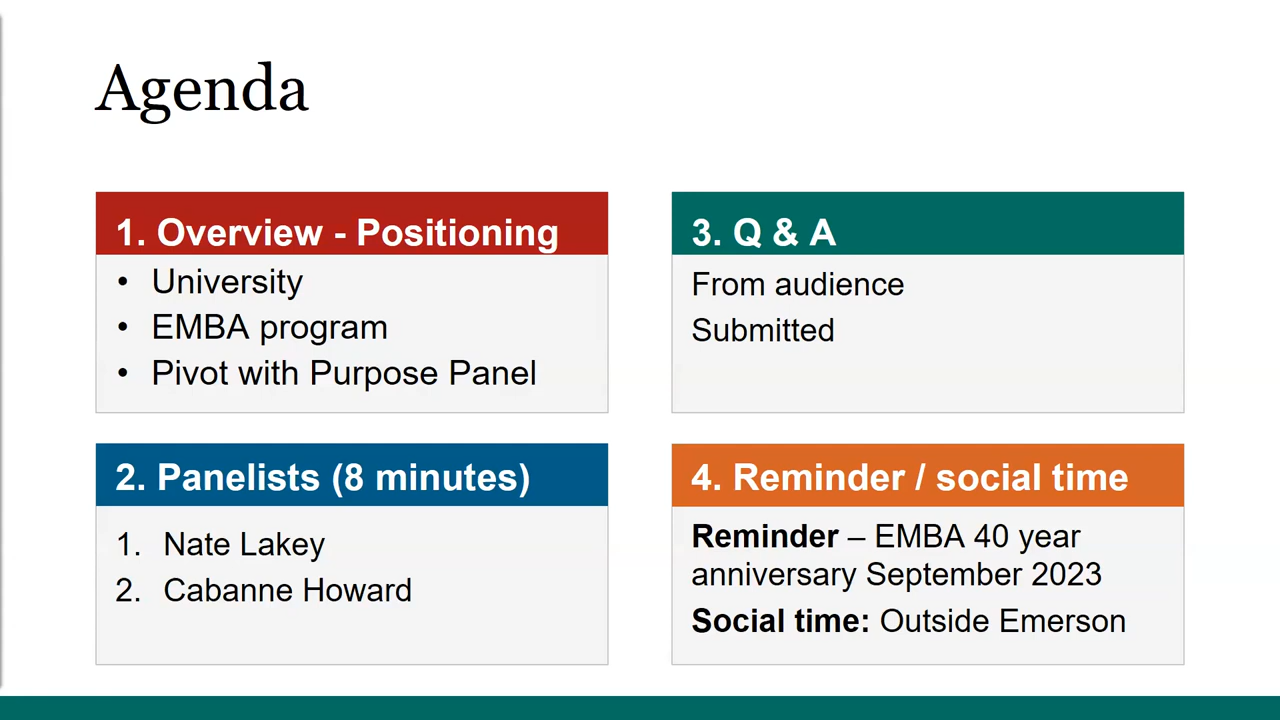 Agenda
1. Overview - Positioning
• University
• EMBA program
• Pivot with Purpose Panel
2. Panelists (8 minutes)
1. Nate Lakey
2. Cabanne Howard
3. Q & A
From audience
Submitted
4. Reminder / social time
Reminder – EMBA 40 year
anniversary September 2023
Social time: Outside Emerson